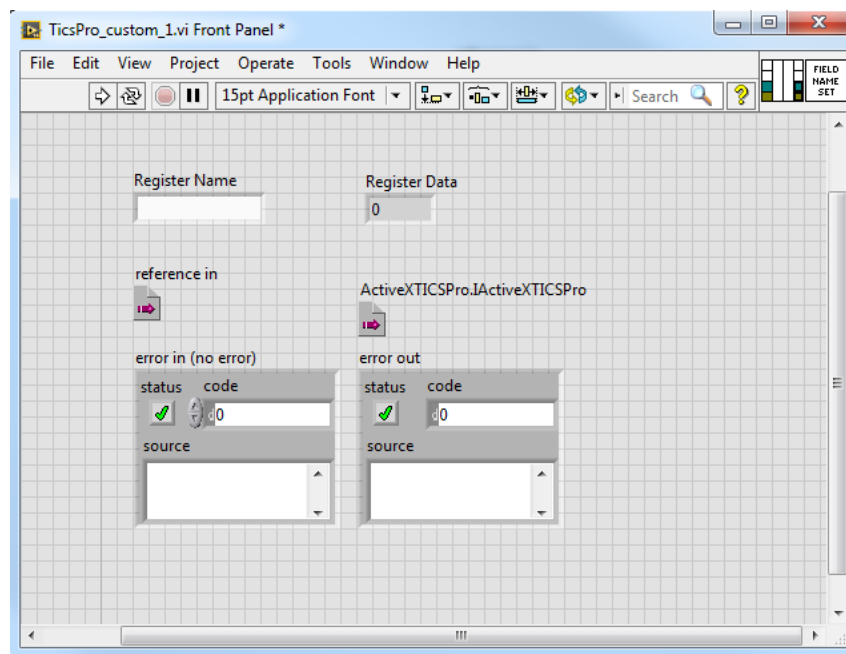 TicsPro_custom_1.vi Front Panel *
File Edit View Project Operate Tools Window Help
15pt Application Font
Search
FIELD
NAME
SET
Register Name
Register Data
0
reference in
ActiveXTICSPro.IActiveXTICSPro
error in (no error)
error out
status code
status code
d0
d0
source
source